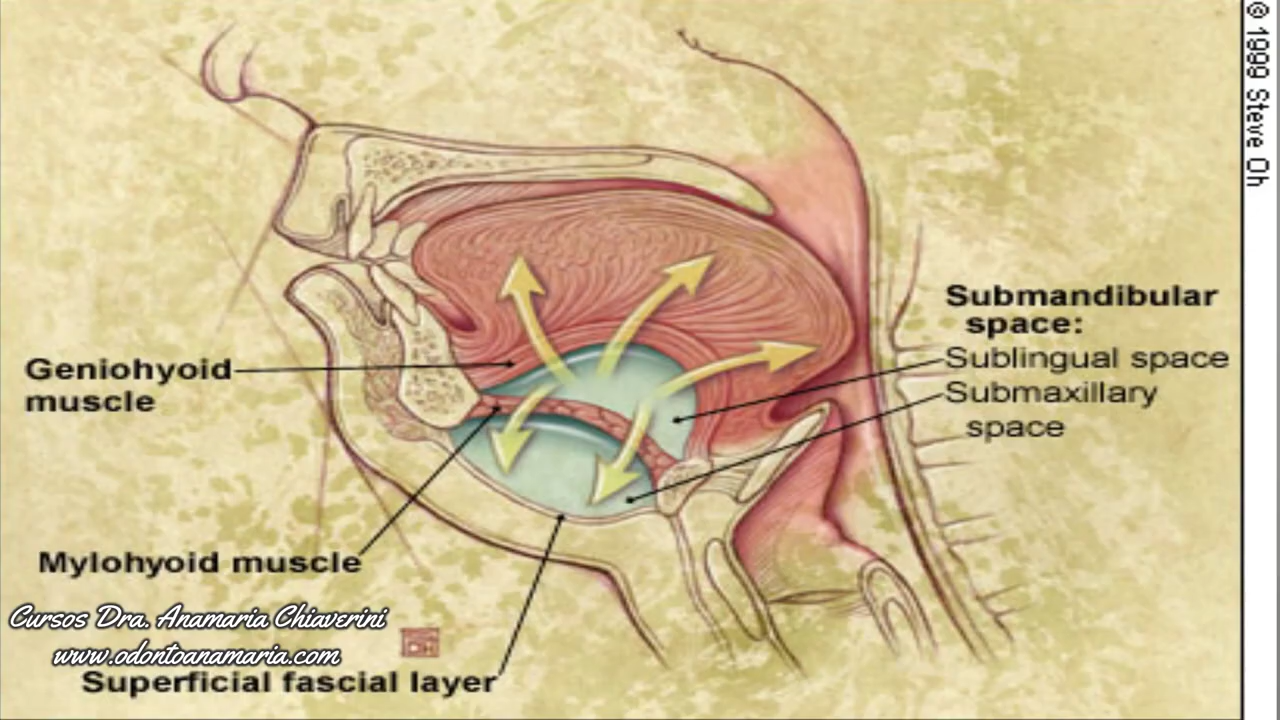 © 1999 Steve Oh
Submandibular
space:
Sublingual space
Submaxillary
space
Geniohyoid
muscle
Mylohyoid muscle
Cursos Dra. Anamaria Chiaverini
www.odontoanamaria.com
Superficial fascial layer